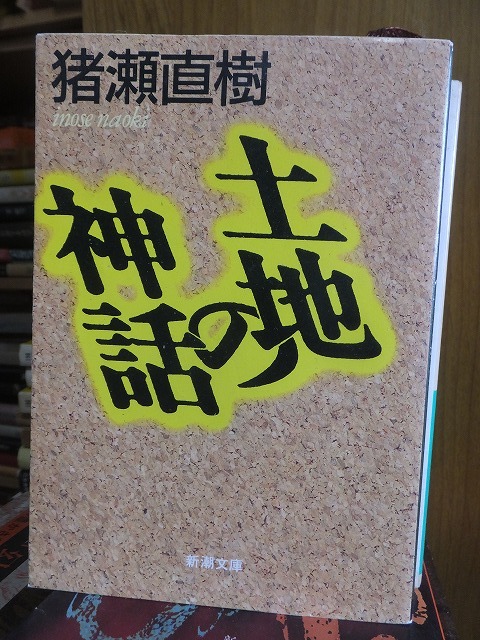 猪瀬直樹
inose naoki
土地の
神話
新潮文庫